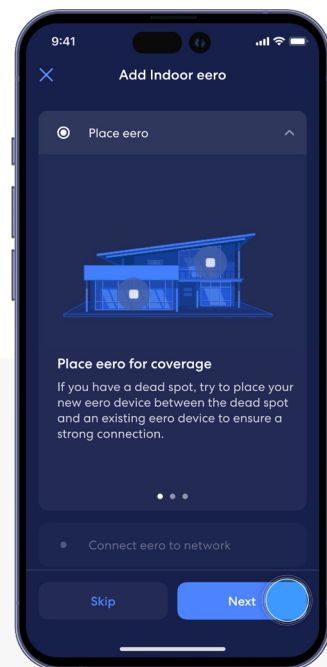 9:41
Add Indoor eero
Place eero
Place eero for coverage
If you have a dead spot, try to place your
new eero device between the dead spot
and an existing eero device to ensure a
strong connection.
Connect eero to network
Skip
Next